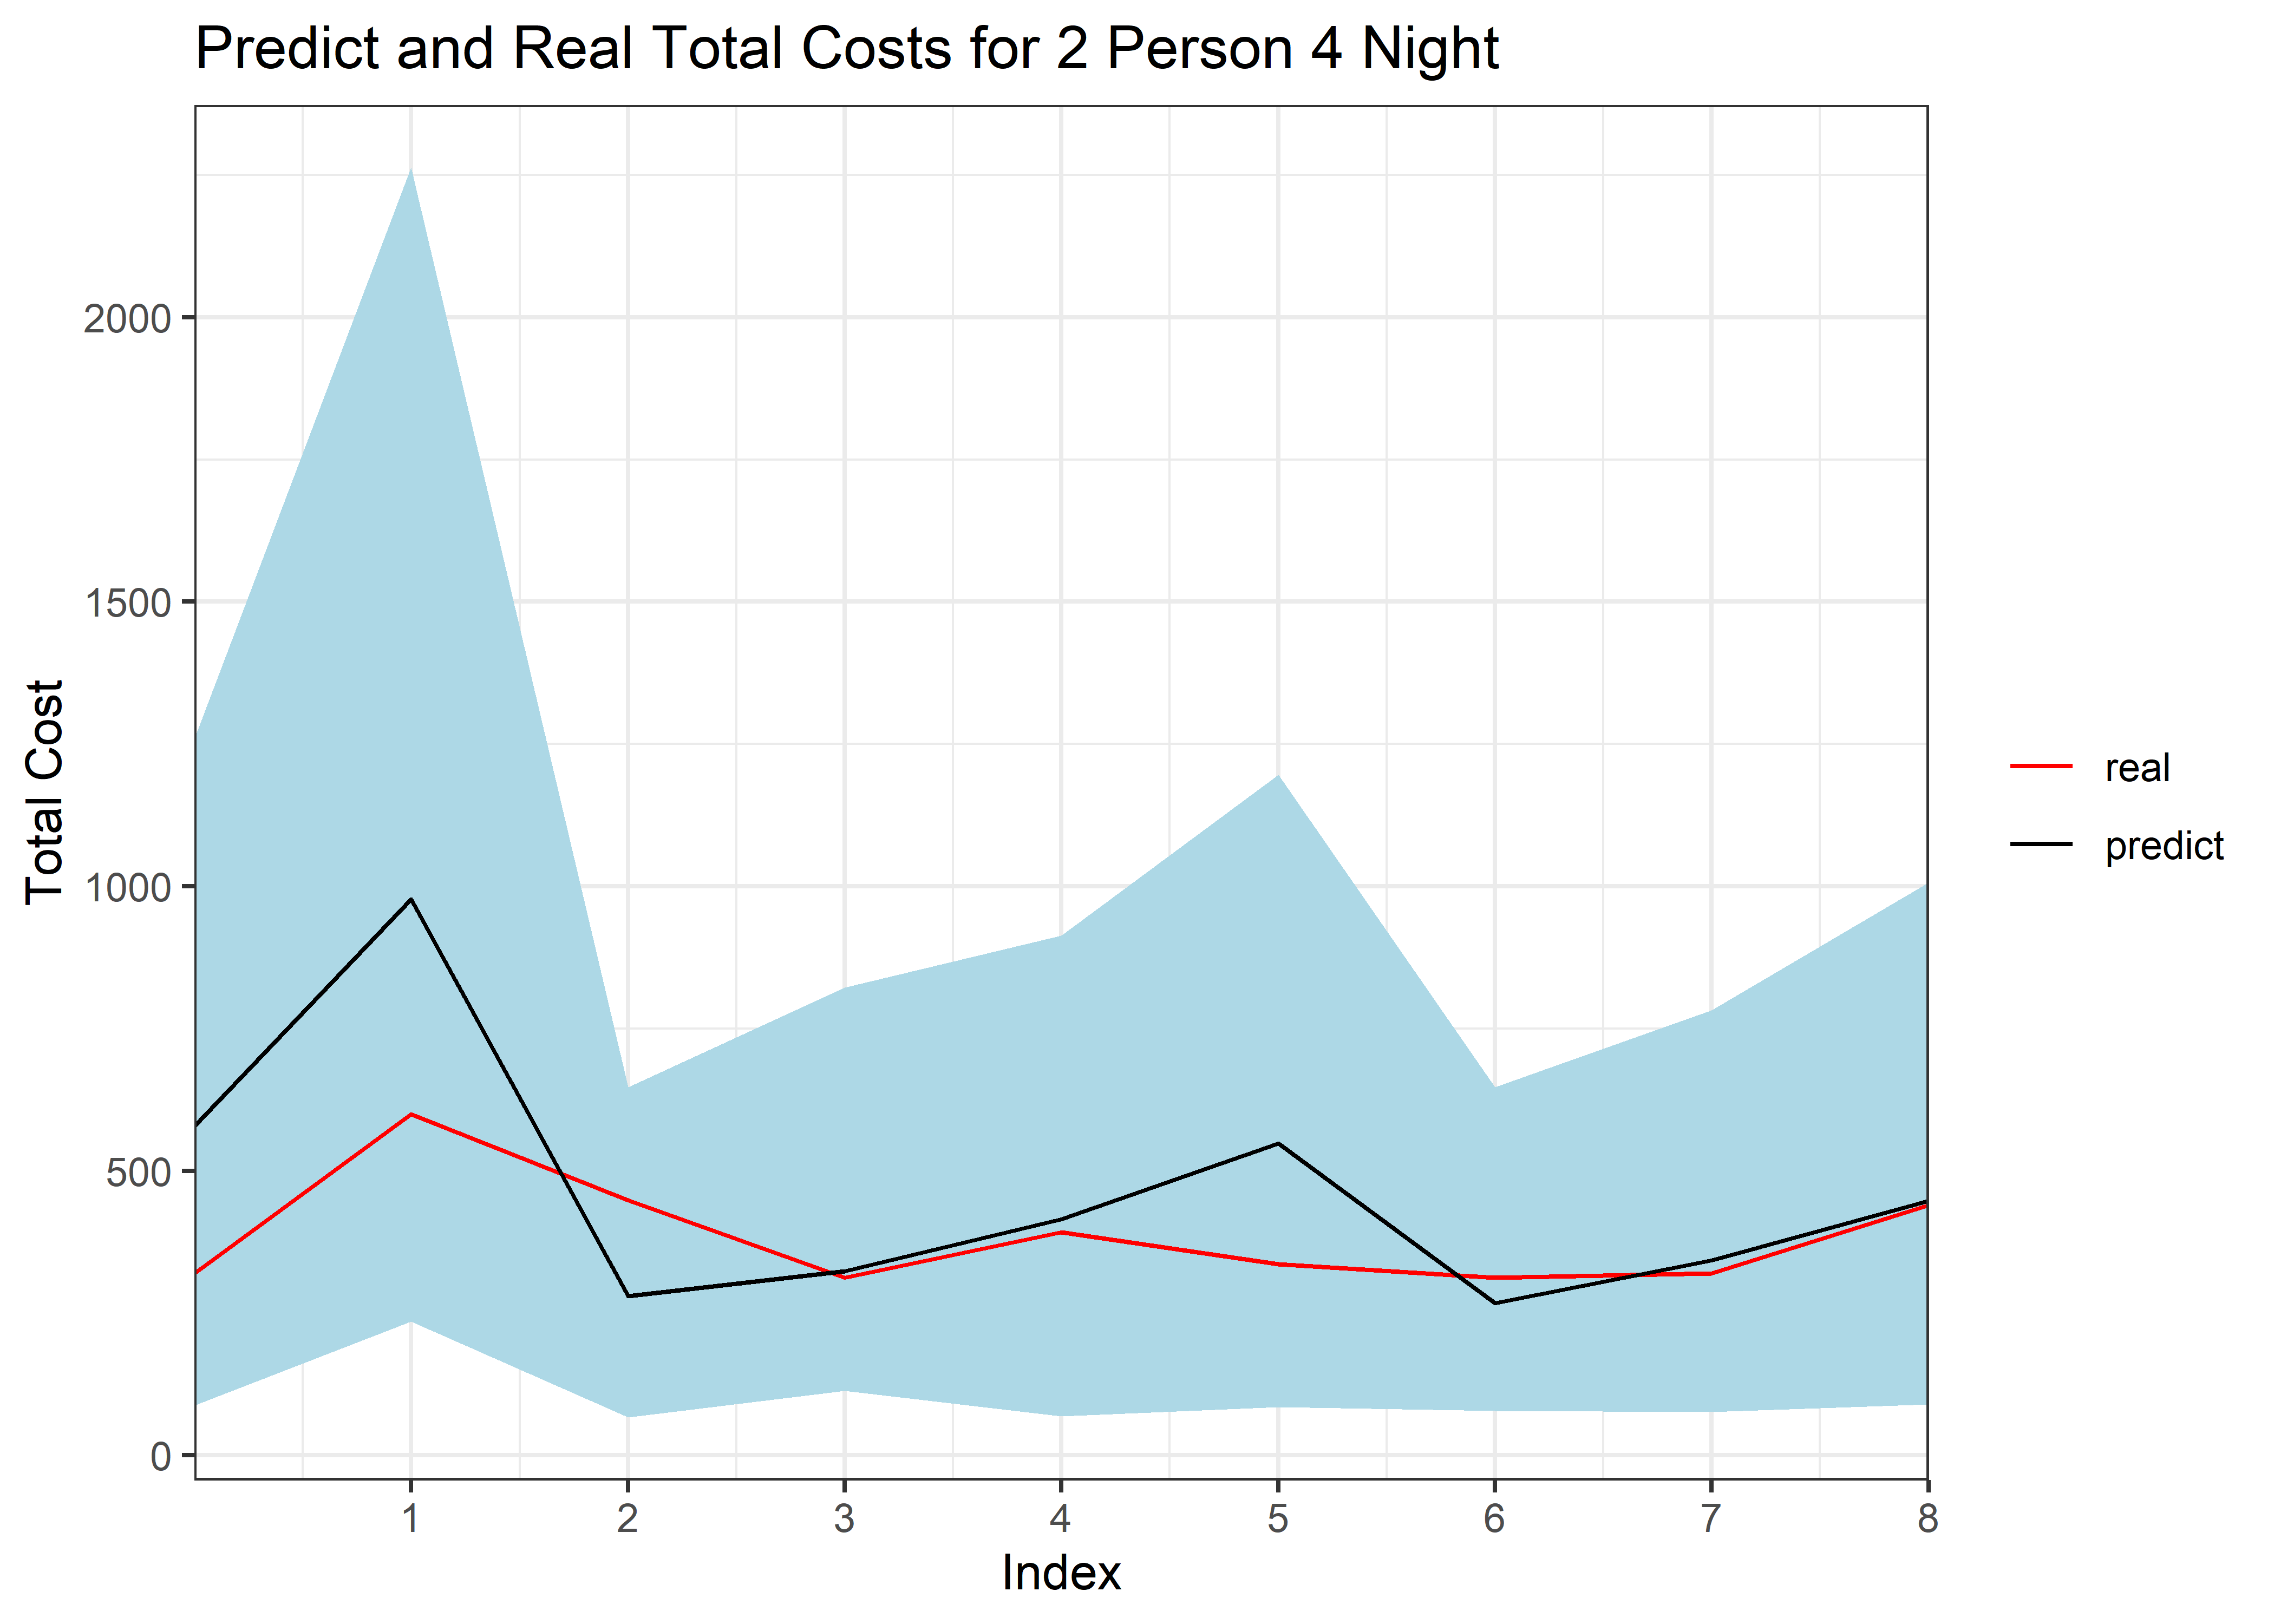 Predict and Real Total Costs for 2 Person 4 Night
Total Cost
2000
1500
1000
500
0
1 2 3 4 5 6 7 8
Index
real
predict